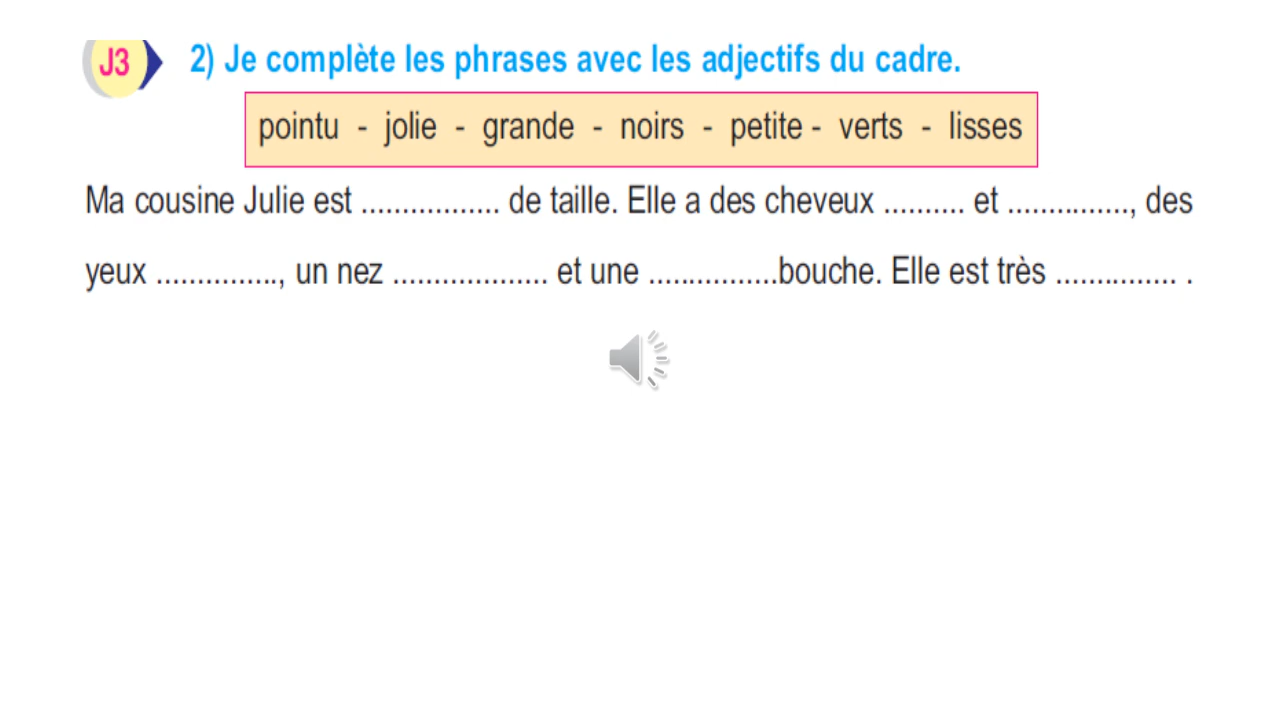 J3 2) Je complète les phrases avec les adjectifs du cadre.
pointu - jolie - grande - noirs - petite - verts - lisses
Ma cousine Julie est ................. de taille. Elle a des cheveux .......... et ..............., des
yeux ..............., un nez ................... et une ................bouche. Elle est très ............... .